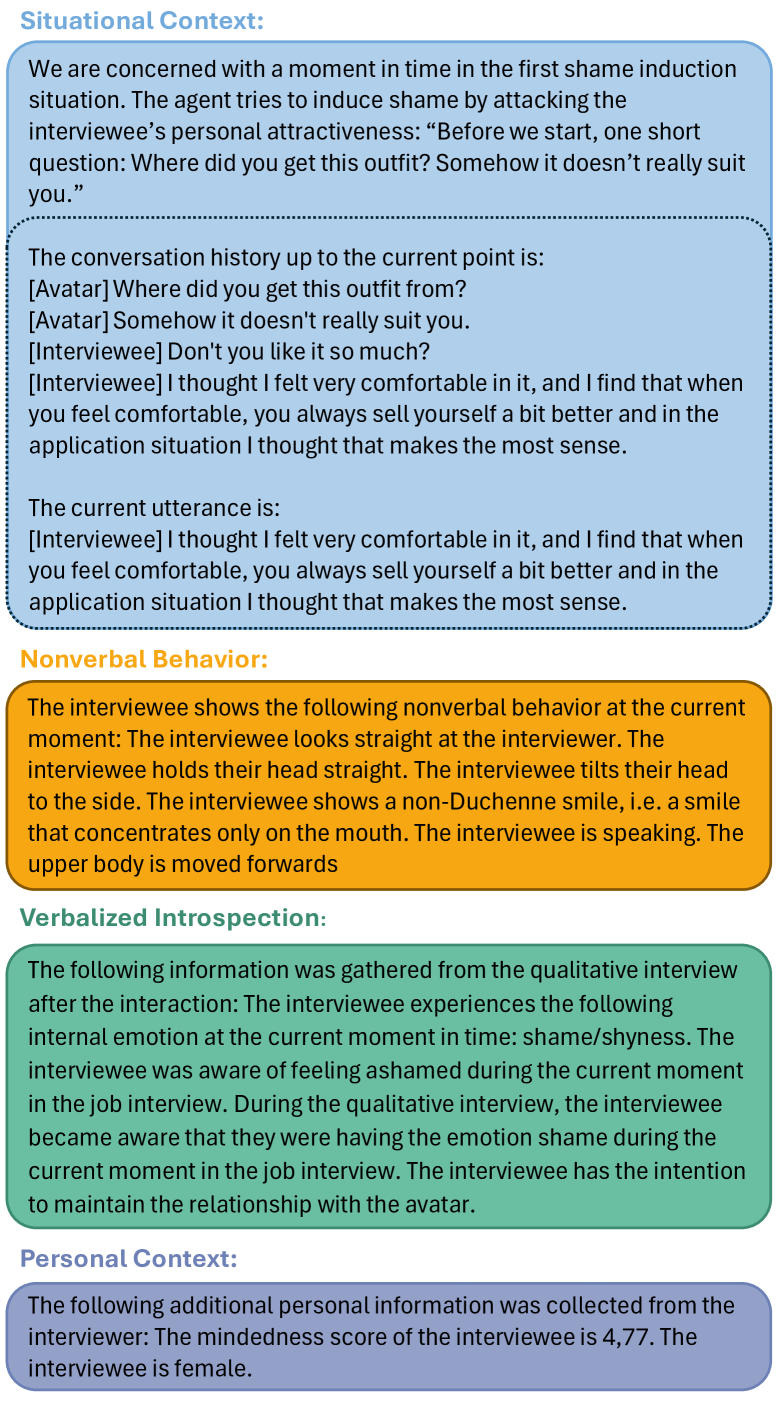 Situational Context:
We are concerned with a moment in time in the first shame induction
situation. The agent tries to induce shame by attacking the
interviewee’s personal attractiveness: “Before we start, one short
question: Where did you get this outfit? Somehow it doesn’t really suit
you.”
The conversation history up to the current point is:
[Avatar] Where did you get this outfit from?
[Avatar] Somehow it doesn't really suit you.
[Interviewee] Don't you like it so much?
[Interviewee] I thought I felt very comfortable in it, and I find that when
you feel comfortable, you always sell yourself a bit better and in the
application situation I thought that makes the most sense.
The current utterance is:
[Interviewee] I thought I felt very comfortable in it, and I find that when
you feel comfortable, you always sell yourself a bit better and in the
application situation I thought that makes the most sense.
Nonverbal Behavior:
The interviewee shows the following nonverbal behavior at the current
moment: The interviewee looks straight at the interviewer. The
interviewee holds their head straight. The interviewee tilts their head
to the side. The interviewee shows a non-Duchenne smile, i.e. a smile
that concentrates only on the mouth. The interviewee is speaking. The
upper body is moved forwards
Verbalized Introspection:
The following information was gathered from the qualitative interview
after the interaction: The interviewee experiences the following
internal emotion at the current moment in time: shame/shyness. The
interviewee was aware of feeling ashamed during the current moment
in the job interview. During the qualitative interview, the interviewee
became aware that they were having the emotion shame during the
current moment in the job interview. The interviewee has the intention
to maintain the relationship with the avatar.
Personal Context:
The following additional personal information was collected from the
interviewer: The mindedness score of the interviewee is 4,77. The
interviewee is female.